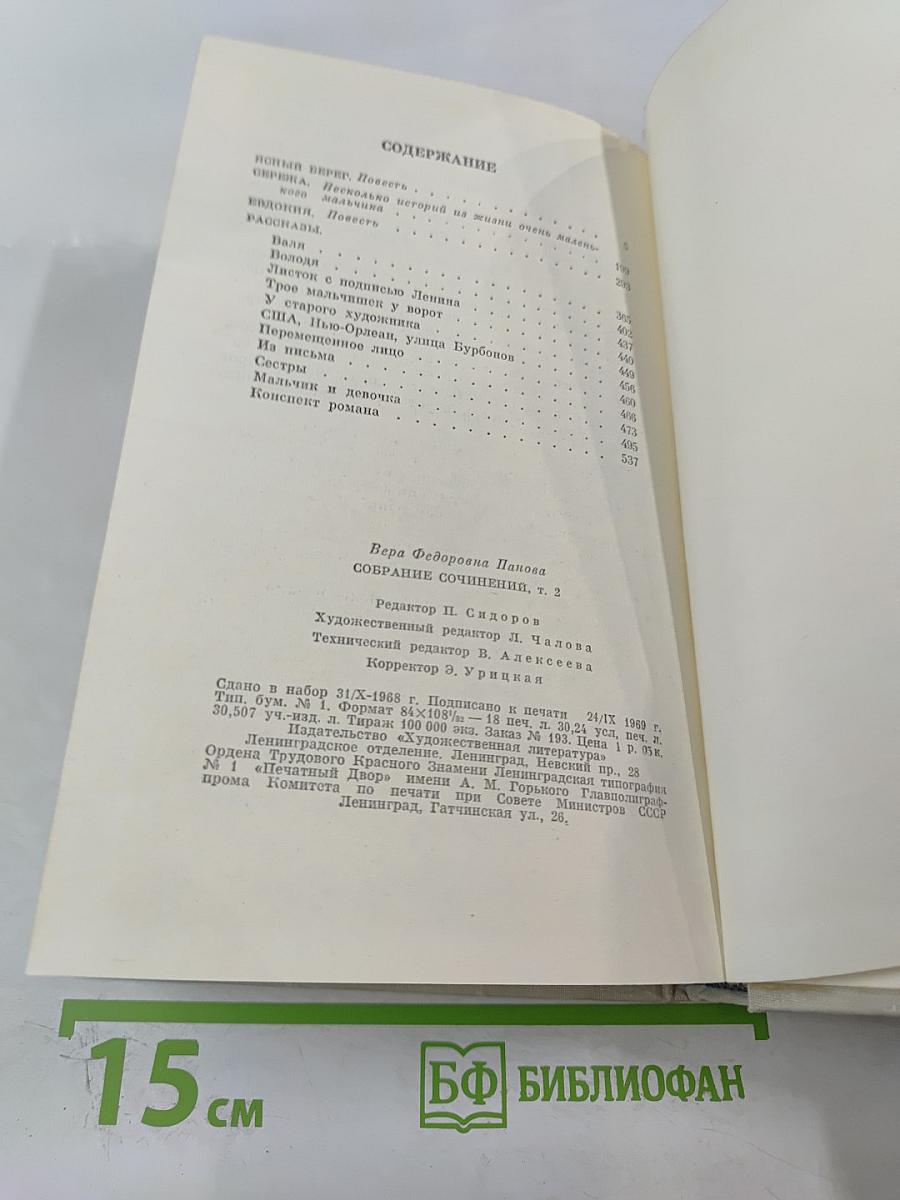 СОДЕРЖАНИЕ
ЯСНЫЙ БЕРЕГ. Повесть . . . . . . . . . . 5
СЕРЕЖА. Несколько историй из жизни очень малень-
кого мальчика . . . . . . . . . . 199
ЕВДОКИЯ. Повесть . . . . . . . . . . 293
РАССКАЗЫ.
Валя . . . . . . . . . . 365
Володя . . . . . . . . . . 402
Листок с подписью Ленина . . . . . . . . 437
Трое мальчишек у ворот . . . . . . . . 440
У старого художника . . . . . . . . 449
США, Нью-Орлеан, улица Бурбонов . . . . . . 456
Перемещенное лицо . . . . . . . . 460
Из письма . . . . . . . . . . 466
Сестры . . . . . . . . . . 473
Мальчик и девочка . . . . . . . . 495
Конспект романа . . . . . . . . 537
Вера Федоровна Панова
СОБРАНИЕ СОЧИНЕНИЙ, т. 2
Редактор П. Сидоров
Художественный редактор Л. Чалова
Технический редактор В. Алексеева
Корректор Э. Урицкая
Сдано в набор 31/X-1968 г. Подписано к печати 24/IX 1969 г.
Тип. бум. № 1. Формат 84×108¹/₃₂ — 18 печ. л. 30,24 усл. печ. л.
30,507 уч.-изд. л. Тираж 100 000 экз. Заказ № 193. Цена 1 р. 05 к.
Издательство «Художественная литература»
Ленинградское отделение. Ленинград, Невский пр., 28
Ордена Трудового Красного Знамени Ленинградская типография
№ 1 «Печатный Двор» имени А. М. Горького Главполиграф-
прома Комитета по печати при Совете Министров СССР
Ленинград, Гатчинская ул., 26.
15 см
БФ БИБЛИОФАН